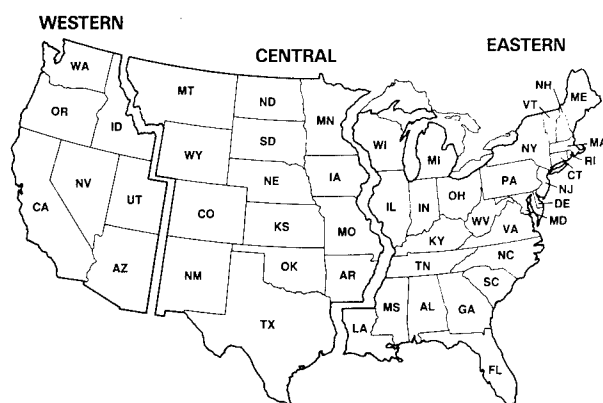 WESTERN
CENTRAL
EASTERN
WA
OR
ID
NV
CA
UT
AZ
MT
ND
MN
WY
SD
NE
IA
CO
KS
MO
NM
OK
AR
TX
WI
MI
IL
IN
OH
KY
WV
VA
TN
NC
SC
MS
AL
GA
LA
FL
PA
NY
VT
NH
ME
MA
RI
CT
NJ
DE
MD